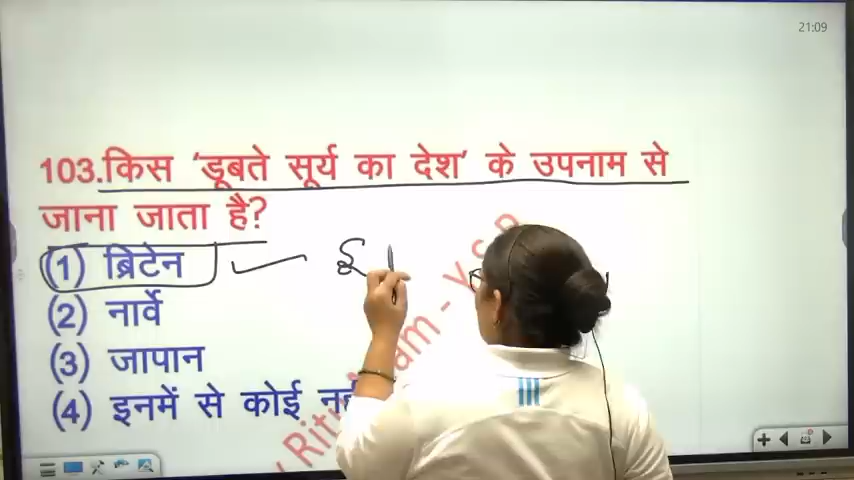 21:09
103.किस 'डूबते सूर्य का देश' के उपनाम से
जाना जाता है?
(1) ब्रिटेन
(2) नार्वे
(3) जापान
(4) इनमें से कोई